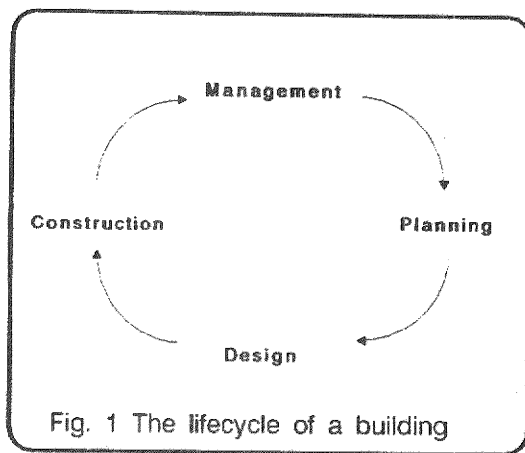 Management
Construction
Planning
Design
Fig. 1 The lifecycle of a building